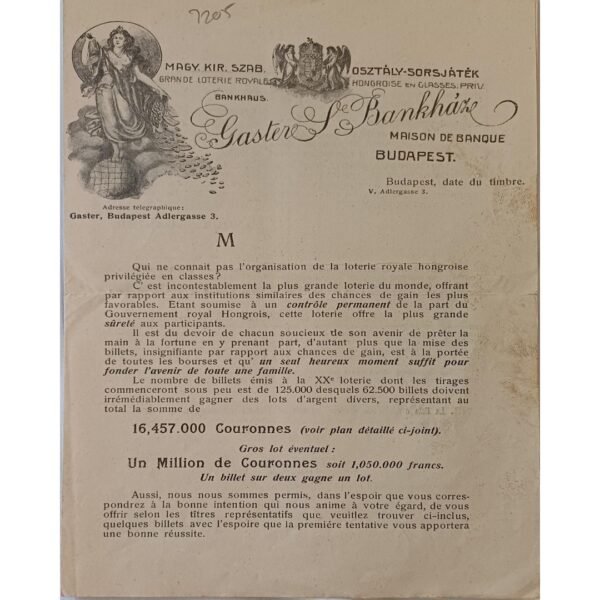 7205
MAGY. KIR. SZAB. OSZTÁLY-SORSJÁTÉK
GRANDE LOTERIE ROYALE HONGROISE EN CLASSES, PRIV.
BANKHAUS.
Gaster S. Bankház
MAISON DE BANQUE
BUDAPEST.
Budapest, date du timbre.
V. Adlergasse 3.
Adresse télégraphique:
Gaster, Budapest Adlergasse 3.
M
Qui ne connait pas l'organisation de la loterie royale hongroise
privilégiée en classes?
C' est incontestablement la plus grande loterie du monde, offrant
par rapport aux institutions similaires des chances de gain les plus
favorables. Etant soumise à un contrôle permanent de la part du
Gouvernement royal Hongrois, cette loterie offre la plus grande
sûreté aux participants.
Il est du devoir de chacun soucieux de son avenir de prêter la
main à la fortune en y prenant part, d'autant plus que la mise des
billets, insignifiante par rapport aux chances de gain, est à la portée
de toutes les bourses et qu' un seul heureux moment suffit pour
fonder l'avenir de toute une famille.
Le nombre de billets émis à la XXe loterie dont les tirages
commenceront sous peu est de 125.000 desquels 62.500 billets doivent
irrémédiablement gagner des lots d'argent divers, représentant au
total la somme de
16,457.000 Couronnes (voir plan détaillé ci-joint).
Gros lot éventuel:
Un Million de Couronnes soit 1,050.000 francs.
Un billet sur deux gagne un lot.
Aussi, nous nous sommes permis, dans l'espoir que vous corres-
pondrez à la bonne intention qui nous anime à votre égard, de vous
offrir selon les tîtres représentatifs que veuitlez trouver ci-inclus,
quelques billets avec l'espoire que la premiére tentative vous apportera
une bonne réussite.